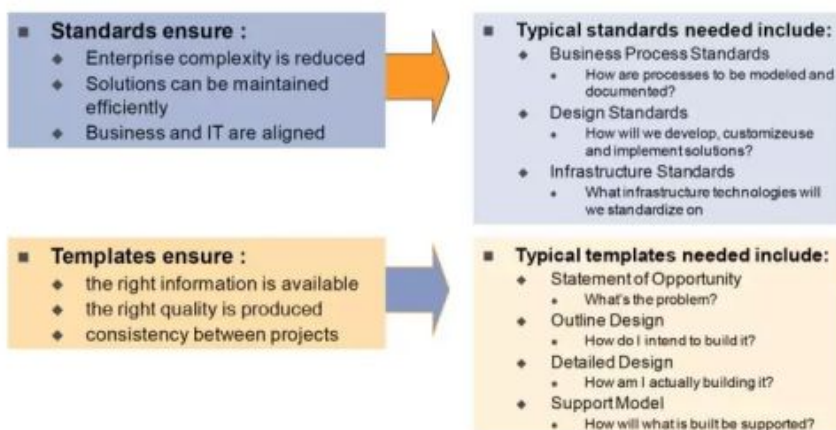 Standards ensure :
Enterprise complexity is reduced
Solutions can be maintained
efficiently
Business and IT are aligned
Typical standards needed include:
Business Process Standards
How are processes to be modeled and
documented?
Design Standards
How will we develop, customizeuse
and implement solutions?
Infrastructure Standards
What infrastructure technologies will
we standardize on
Templates ensure :
the right information is available
the right quality is produced
consistency between projects
Typical templates needed include:
Statement of Opportunity
What's the problem?
Outline Design
How do I intend to build it?
Detailed Design
How am I actually building it?
Support Model
How will what is built be supported?